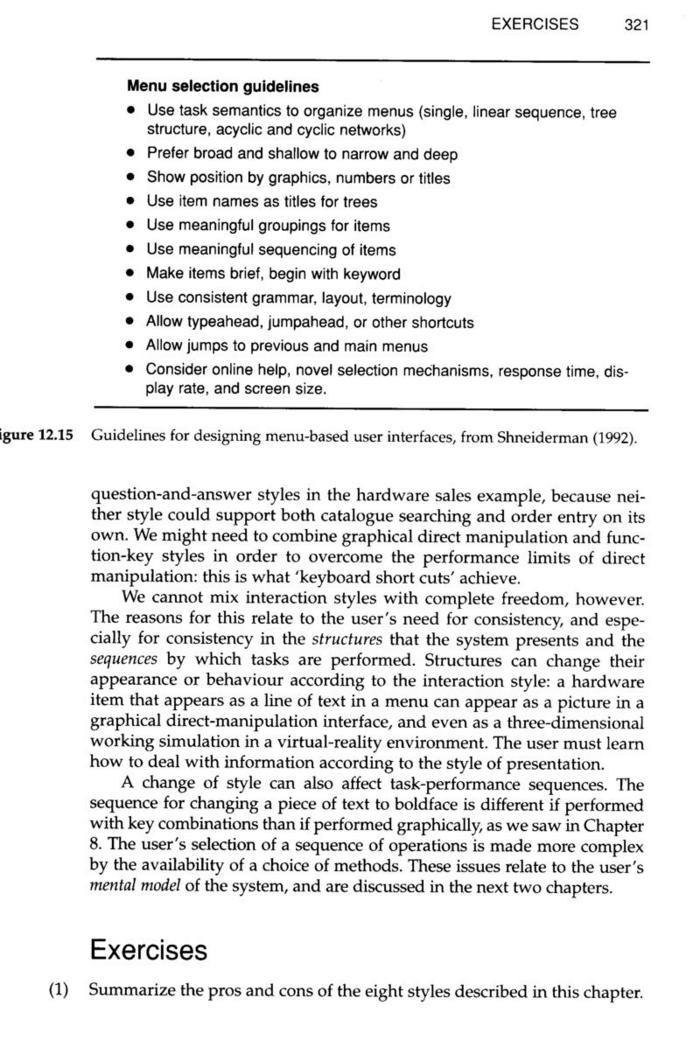 EXERCISES 321
Menu selection guidelines
• Use task semantics to organize menus (single, linear sequence, tree
structure, acyclic and cyclic networks)
• Prefer broad and shallow to narrow and deep
• Show position by graphics, numbers or titles
• Use item names as titles for trees
• Use meaningful groupings for items
• Use meaningful sequencing of items
• Make items brief, begin with keyword
• Use consistent grammar, layout, terminology
• Allow typeahead, jumpahead, or other shortcuts
• Allow jumps to previous and main menus
• Consider online help, novel selection mechanisms, response time, dis-
play rate, and screen size.
igure 12.15 Guidelines for designing menu-based user interfaces, from Shneiderman (1992).
question-and-answer styles in the hardware sales example, because nei-
ther style could support both catalogue searching and order entry on its
own. We might need to combine graphical direct manipulation and func-
tion-key styles in order to overcome the performance limits of direct
manipulation: this is what ‘keyboard short cuts’ achieve.
We cannot mix interaction styles with complete freedom, however.
The reasons for this relate to the user’s need for consistency, and espe-
cially for consistency in the structures that the system presents and the
sequences by which tasks are performed. Structures can change their
appearance or behaviour according to the interaction style: a hardware
item that appears as a line of text in a menu can appear as a picture in a
graphical direct-manipulation interface, and even as a three-dimensional
working simulation in a virtual-reality environment. The user must learn
how to deal with information according to the style of presentation.
A change of style can also affect task-performance sequences. The
sequence for changing a piece of text to boldface is different if performed
with key combinations than if performed graphically, as we saw in Chapter
8. The user’s selection of a sequence of operations is made more complex
by the availability of a choice of methods. These issues relate to the user’s
mental model of the system, and are discussed in the next two chapters.
Exercises
(1) Summarize the pros and cons of the eight styles described in this chapter.